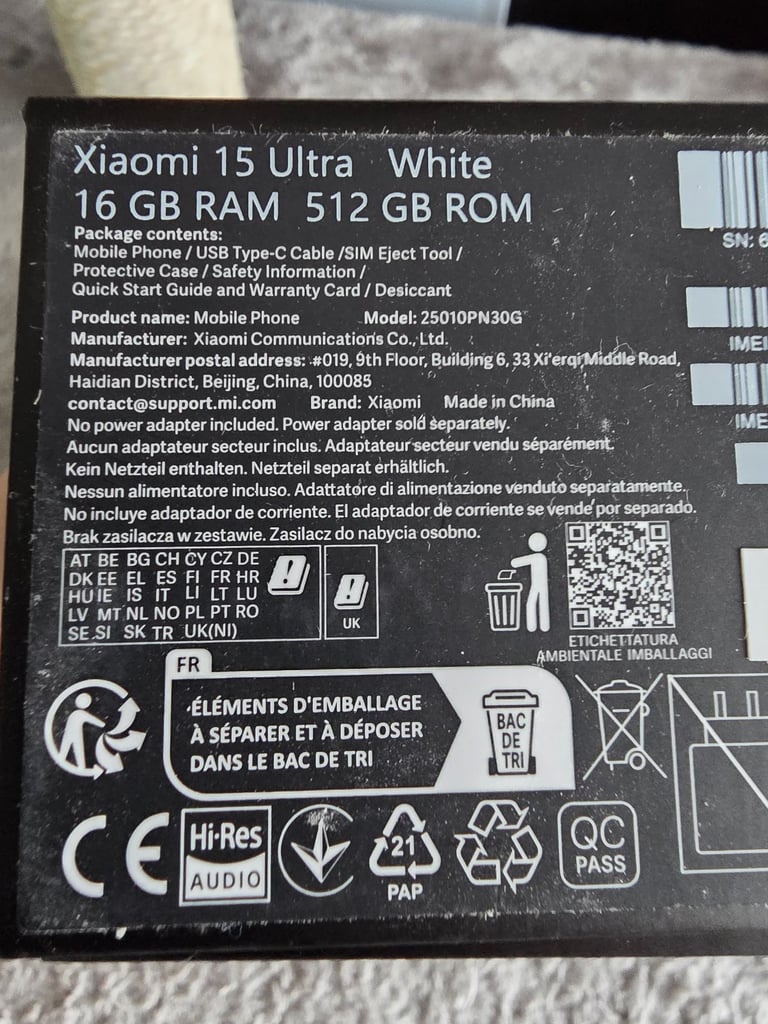 Xiaomi 15 Ultra White
16 GB RAM 512 GB ROM
Package contents:
Mobile Phone / USB Type-C Cable /SIM Eject Tool /
Protective Case / Safety Information /
Quick Start Guide and Warranty Card / Desiccant
Product name: Mobile Phone Model: 25010PN30G
Manufacturer: Xiaomi Communications Co., Ltd.
Manufacturer postal address: #019, 9th Floor, Building 6, 33 Xi'erqi Middle Road,
Haidian District, Beijing, China, 100085
contact@support.mi.com Brand: Xiaomi Made in China
No power adapter included. Power adapter sold separately.
Aucun adaptateur secteur inclus. Adaptateur secteur vendu séparément.
Kein Netzteil enthalten. Netzteil separat erhältlich.
Nessun alimentatore incluso. Adattatore di alimentazione venduto separatamente.
No incluye adaptador de corriente. El adaptador de corriente se vende por separado.
Brak zasilacza w zestawie. Zasilacz do nabycia osobno.
AT BE BG CH CY CZ DE
DK EE EL ES FI FR HR
HU IE IS IT LI LT LU
LV MT NL NO PL PT RO
SE SI SK TR UK(NI)
UK
ETICHETTATURA
AMBIENTALE IMBALLAGGI
SN: 6
IMEI
IME
FR
ÉLÉMENTS D'EMBALLAGE
À SÉPARER ET À DÉPOSER
DANS LE BAC DE TRI
BAC
DE
TRI
CE
Hi-Res
AUDIO
21
PAP
QC
PASS